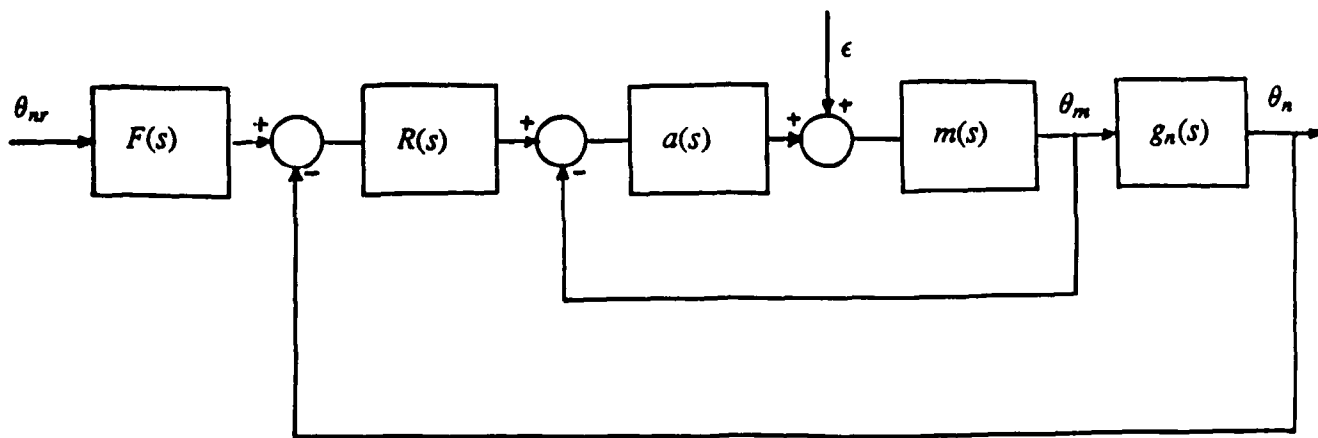 ϵ
θnr
F(s)
+
-
R(s)
+
-
a(s)
+
+
m(s)
θm
gn(s)
θn